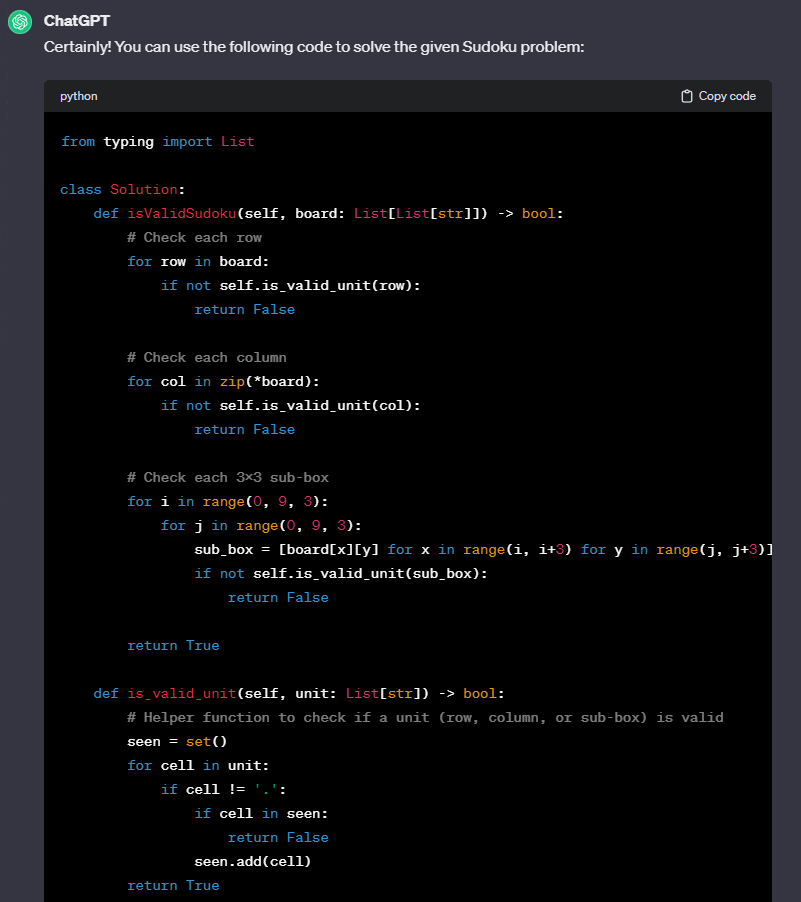 ChatGPT
Certainly! You can use the following code to solve the given Sudoku problem:
python
Copy code
from typing import List
class Solution:
    def isValidSudoku(self, board: List[List[str]]) -> bool:
        # Check each row
        for row in board:
            if not self.is_valid_unit(row):
                return False
        # Check each column
        for col in zip(*board):
            if not self.is_valid_unit(col):
                return False
        # Check each 3×3 sub-box
        for i in range(0, 9, 3):
            for j in range(0, 9, 3):
                sub_box = [board[x][y] for x in range(i, i+3) for y in range(j, j+3)]
                if not self.is_valid_unit(sub_box):
                    return False
        return True
    def is_valid_unit(self, unit: List[str]) -> bool:
        # Helper function to check if a unit (row, column, or sub-box) is valid
        seen = set()
        for cell in unit:
            if cell != '.':
                if cell in seen:
                    return False
                seen.add(cell)
        return True